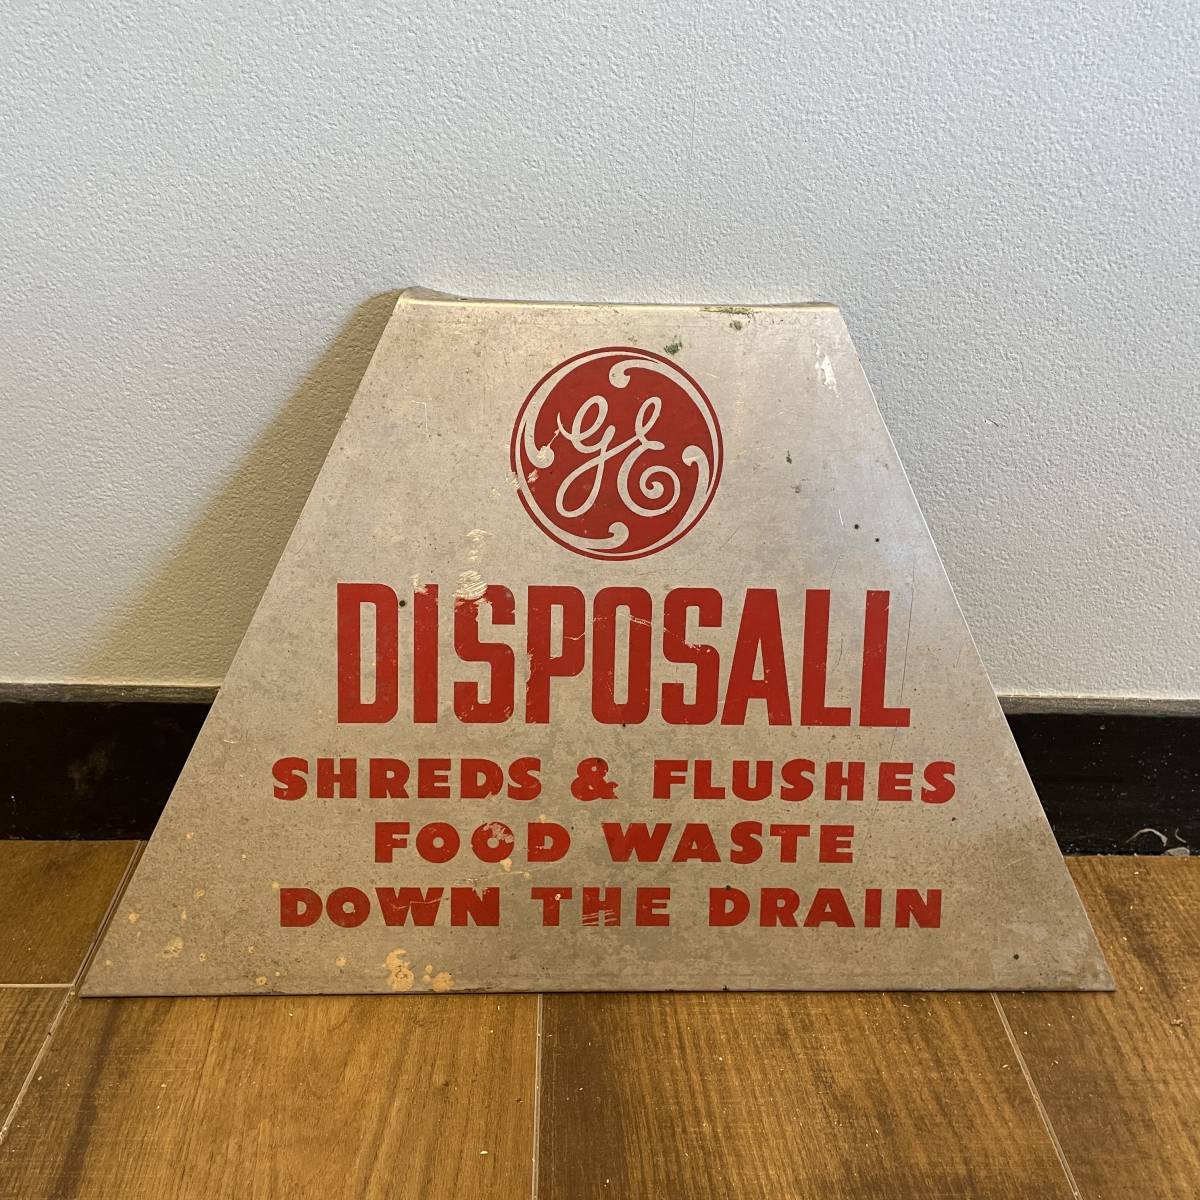 GE
DISPOSALL
SHREDS & FLUSHES
FOOD WASTE
DOWN THE DRAIN